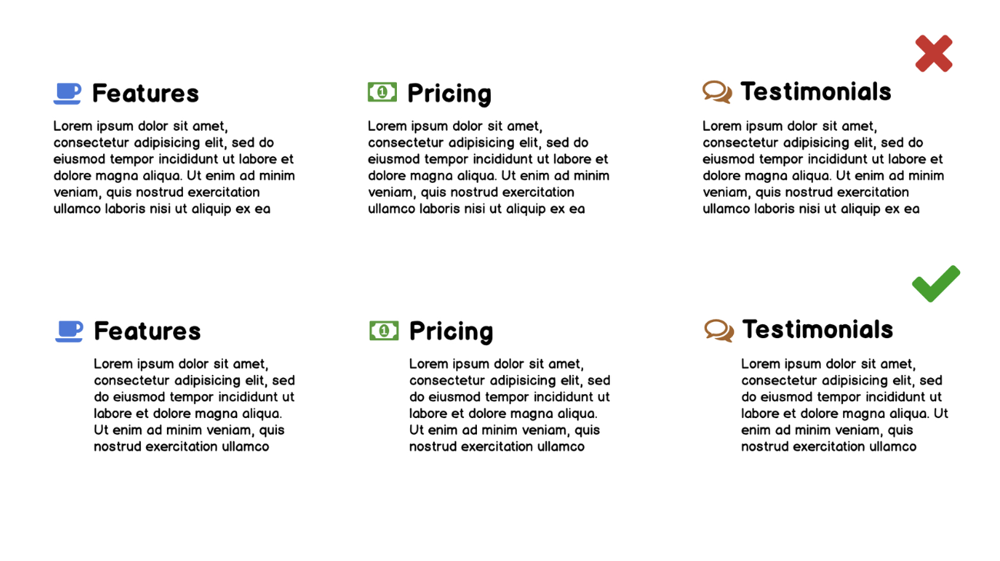 Features
Lorem ipsum dolor sit amet,
consectetur adipisicing elit, sed do
eiusmod tempor incididunt ut labore et
dolore magna aliqua. Ut enim ad minim
veniam, quis nostrud exercitation
ullamco laboris nisi ut aliquip ex ea
1 Pricing
Lorem ipsum dolor sit amet,
consectetur adipisicing elit, sed do
eiusmod tempor incididunt ut labore et
dolore magna aliqua. Ut enim ad minim
veniam, quis nostrud exercitation
ullamco laboris nisi ut aliquip ex ea
Testimonials
Lorem ipsum dolor sit amet,
consectetur adipisicing elit, sed do
eiusmod tempor incididunt ut labore et
dolore magna aliqua. Ut enim ad minim
veniam, quis nostrud exercitation
ullamco laboris nisi ut aliquip ex ea
Features
Lorem ipsum dolor sit amet,
consectetur adipisicing elit, sed
do eiusmod tempor incididunt ut
labore et dolore magna aliqua.
Ut enim ad minim veniam, quis
nostrud exercitation ullamco
1 Pricing
Lorem ipsum dolor sit amet,
consectetur adipisicing elit, sed
do eiusmod tempor incididunt ut
labore et dolore magna aliqua.
Ut enim ad minim veniam, quis
nostrud exercitation ullamco
Testimonials
Lorem ipsum dolor sit amet,
consectetur adipisicing elit, sed
do eiusmod tempor incididunt ut
labore et dolore magna aliqua. Ut
enim ad minim veniam, quis
nostrud exercitation ullamco